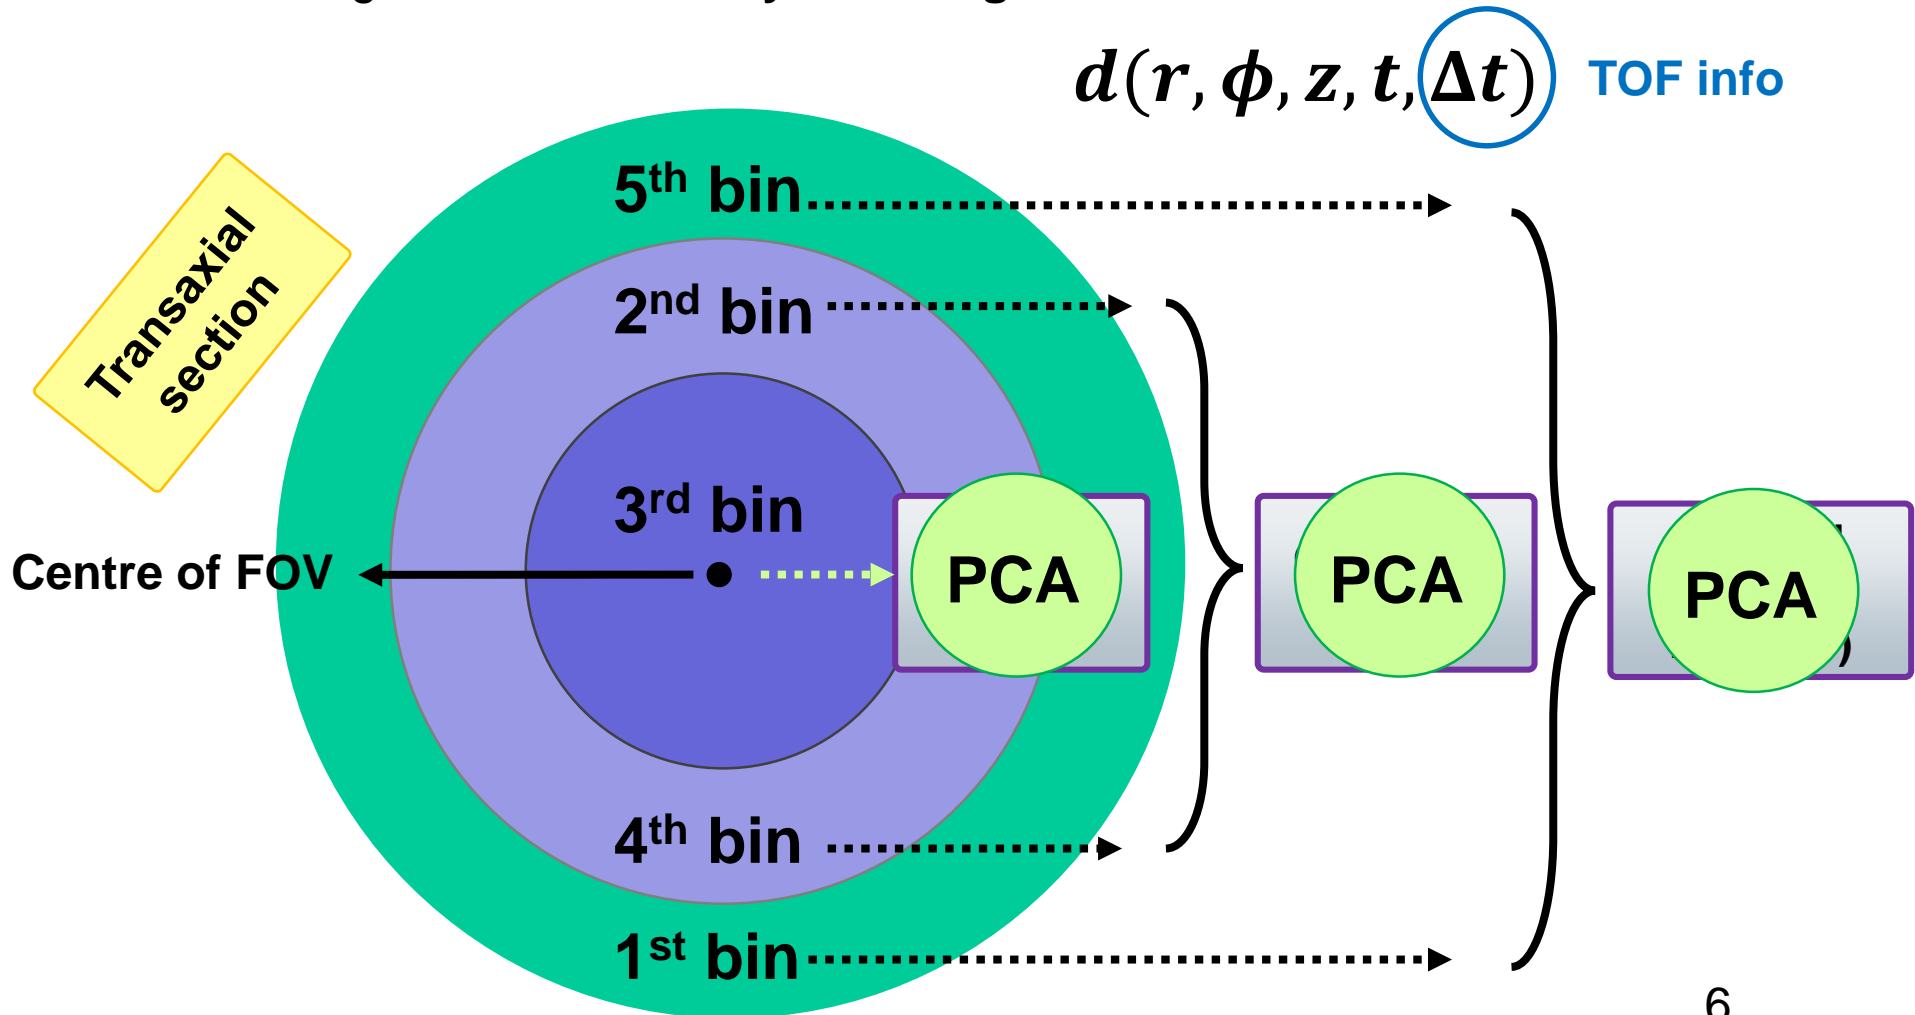 d(r, ϕ, z, t, Δt) TOF info
5th bin
Transaxial
section
2nd bin
3rd bin
Centre of FOV
PCA
PCA
PCA
4th bin
1st bin
6